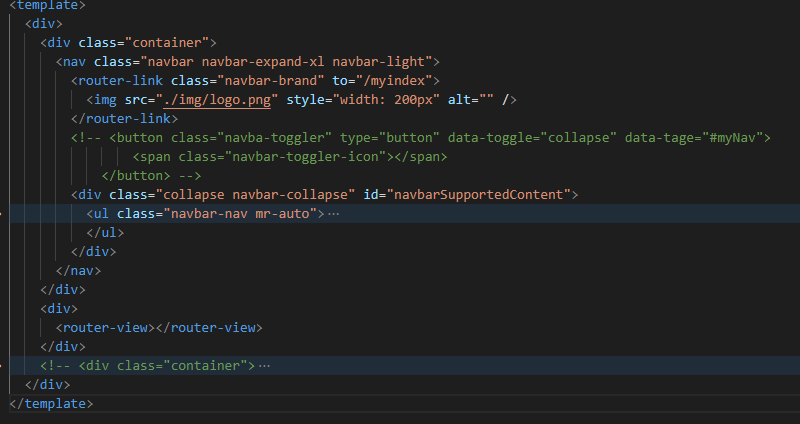 <template>
<div>
<div class="container">
<nav class="navbar navbar-expand-xl navbar-light">
<router-link class="navbar-brand" to="/myindex">
<img src="./img/logo.png" style="width: 200px" alt="" />
</router-link>
<!-- <button class="navba-toggler" type="button" data-toggle="collapse" data-tage="#myNav">
<span class="navbar-toggler-icon"></span>
</button> -->
<div class="collapse navbar-collapse" id="navbarSupportedContent">
<ul class="navbar-nav mr-auto">…
</ul>
</div>
</nav>
</div>
<div>
<router-view></router-view>
</div>
<!-- <div class="container">…
</div>
</template>